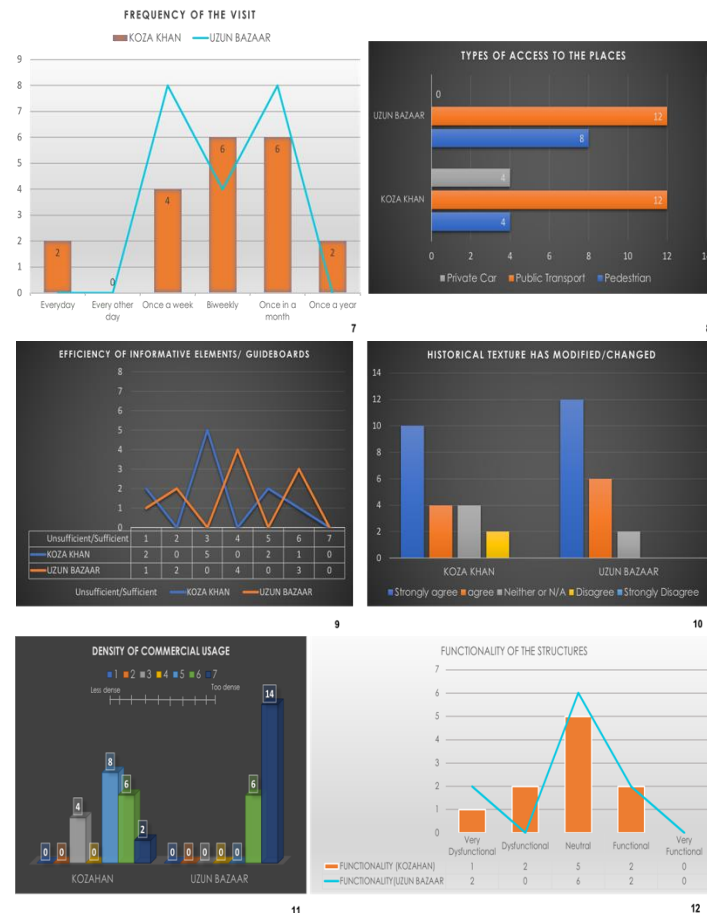 FREQUENCY OF THE VISIT
KOZA KHAN UZUN BAZAAR
9
8
7
6
5
4
3
2
1
0
2
0
4
6
6
2
Everyday Every other Once a week Biweekly Once in a Once a year
day month
7
TYPES OF ACCESS TO THE PLACES
0
UZUN BAZAAR
12
8
4
KOZA KHAN
12
4
0 2 4 6 8 10 12
Private Car Public Transport Pedestrian
EFFICIENCY OF INFORMATIVE ELEMENTS/ GUIDEBOARDS
8
7
6
5
4
3
2
1
0
Unsufficient/Sufficient 1 2 3 4 5 6 7
KOZA KHAN 2 0 5 0 2 1 0
UZUN BAZAAR 1 2 0 4 0 3 0
Unsufficient/Sufficient KOZA KHAN UZUN BAZAAR
9
HISTORICAL TEXTURE HAS MODIFIED/CHANGED
14
12
10
8
6
4
2
0
KOZA KHAN UZUN BAZAAR
Strongly agree agree Neither or N/A Disagree Strongly Disagree
10
DENSITY OF COMMERCIAL USAGE
1 2 3 4 5 6 7
Less dense Too dense
0 0 4 0 8 6 2 0 0 0 0 0 6 14
KOZAHAN UZUN BAZAAR
11
FUNCTIONALITY OF THE STRUCTURES
7
6
5
4
3
2
1
0
Very Dysfunctional Neutral Functional Very
Dysfunctional Functional
FUNCTIONALITY (KOZAHAN) 1 2 5 2 0
FUNCTIONALITY(UZUN BAZAAR 2 0 6 2 0
12